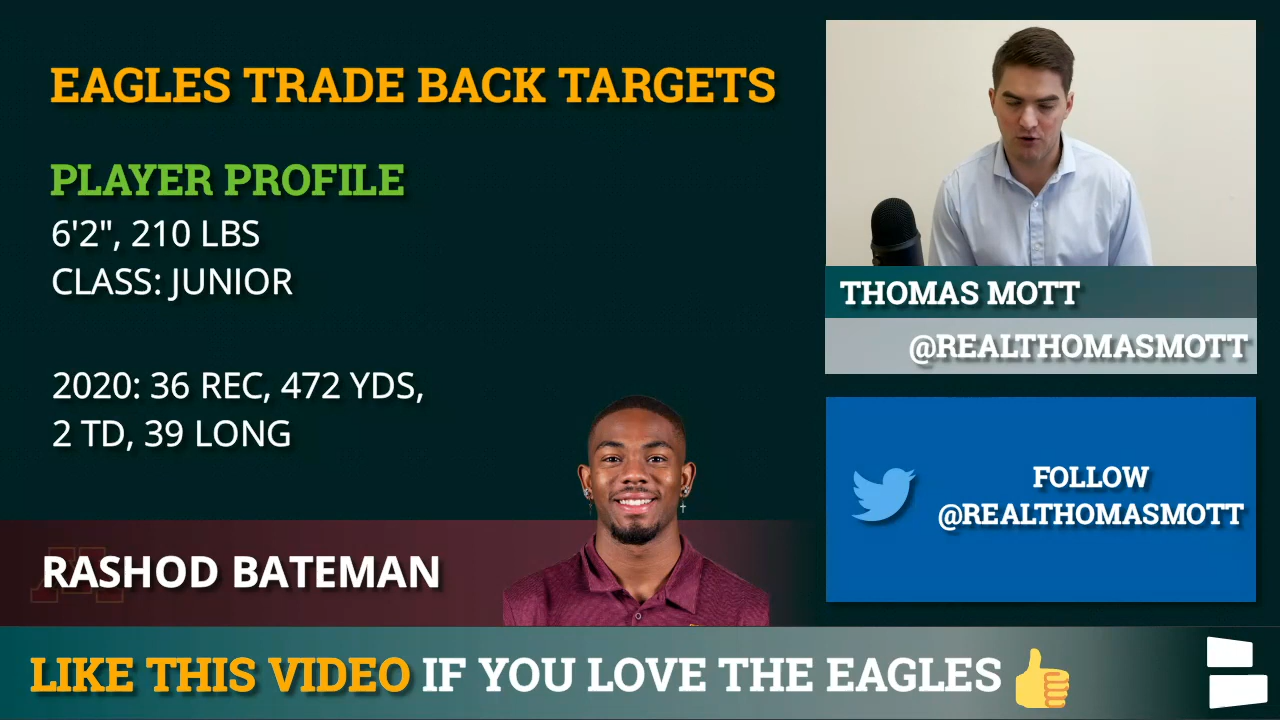 EAGLES TRADE BACK TARGETS
PLAYER PROFILE
6'2", 210 LBS
CLASS: JUNIOR
2020: 36 REC, 472 YDS,
2 TD, 39 LONG
RASHOD BATEMAN
THOMAS MOTT
@REALTHOMASMOTT
FOLLOW
@REALTHOMASMOTT
LIKE THIS VIDEO IF YOU LOVE THE EAGLES